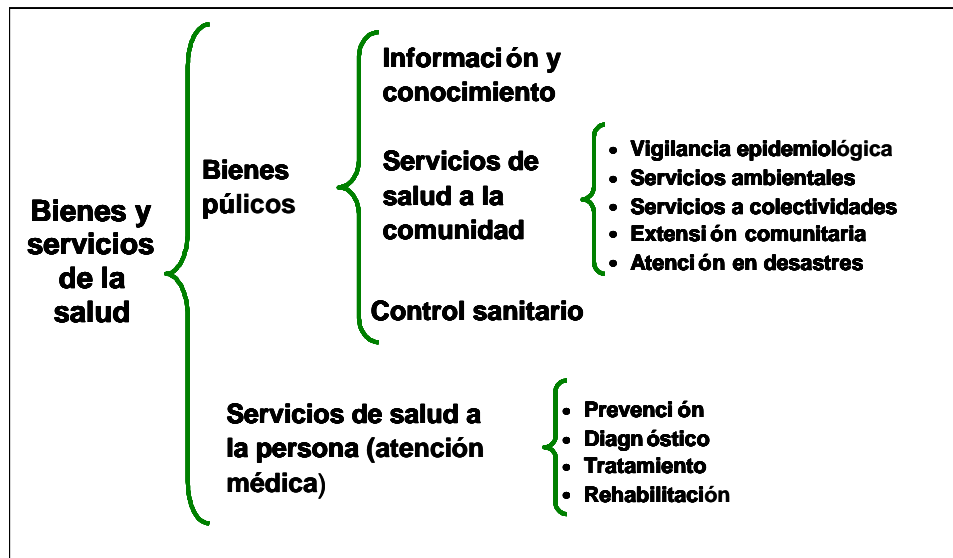 Bienes y
servicios
de la
salud
Bienes
púlicos
Información y
conocimiento
Servicios de
salud a la
comunidad
• Vigilancia epidemiológica
• Servicios ambientales
• Servicios a colectividades
• Extensión comunitaria
• Atención en desastres
Control sanitario
Servicios de salud a
la persona (atención
médica)
• Prevención
• Diagnóstico
• Tratamiento
• Rehabilitación